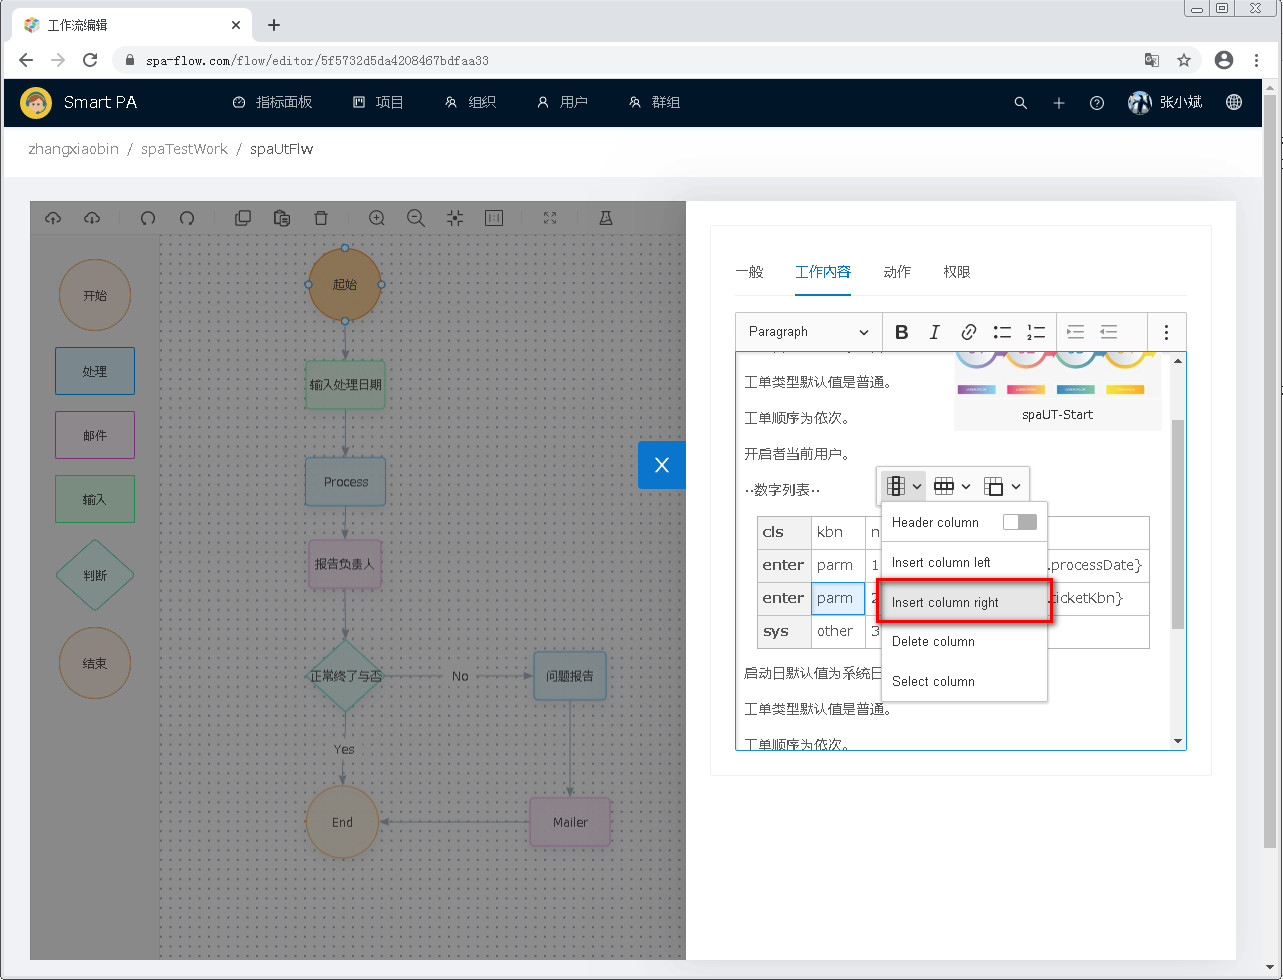 工作流编辑
spa-flow.com/flow/editor/5f5732d5da4208467bdfaa33
Smart PA 指标面板 项目 组织 用户 群组 张小斌
zhangxiaobin / spaTestWork / spaUtFlw
开始
处理
邮件
输入
判断
结束
起始
输入处理日期
Process
报告负责人
正常终了与否
No
问题报告
Yes
End
Mailer
X
一般 工作内容 动作 权限
Paragraph
工单类型默认值是普通。
spaUT-Start
工单顺序为依次。
开启者当前用户。
··数字列表··
cls kbn n
enter parm 1 .processDate}
enter parm 2 .ticketKbn}
sys other 3
Header column
Insert column left
Insert column right
Delete column
Select column
启动日默认值为系统日
工单类型默认值是普通。
工单顺序为依次。